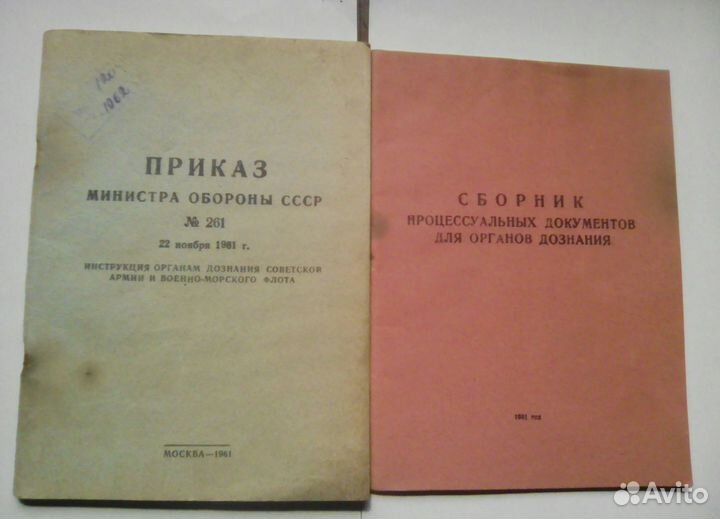 1962
ПРИКАЗ
МИНИСТРА ОБОРОНЫ СССР
№ 261
22 ноября 1961 г.
ИНСТРУКЦИЯ ОРГАНАМ ДОЗНАНИЯ СОВЕТСКОЙ
АРМИИ И ВОЕННО-МОРСКОГО ФЛОТА
МОСКВА—1961
СБОРНИК
ПРОЦЕССУАЛЬНЫХ ДОКУМЕНТОВ
ДЛЯ ОРГАНОВ ДОЗНАНИЯ
1961 год
Avito